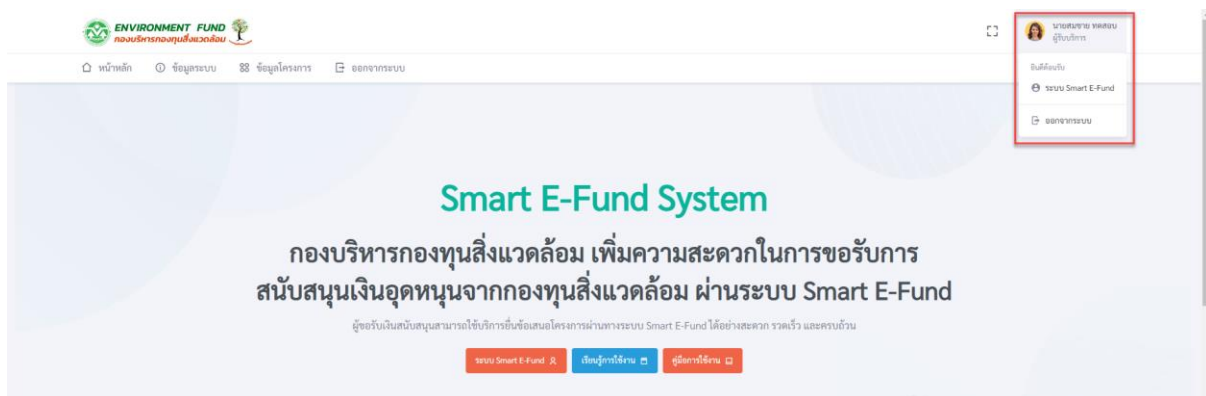 ENVIRONMENT FUND
กองบริหารกองทุนสิ่งแวดล้อม
นายสมชาย ทดสอบ
ผู้รับบริการ
หน้าหลัก ข้อมูลระบบ ข้อมูลโครงการ ออกจากระบบ
ยินดีต้อนรับ
ระบบ Smart E-Fund
ออกจากระบบ
Smart E-Fund System
กองบริหารกองทุนสิ่งแวดล้อม เพิ่มความสะดวกในการขอรับการ
สนับสนุนเงินอุดหนุนจากกองทุนสิ่งแวดล้อม ผ่านระบบ Smart E-Fund
ผู้ขอรับเงินสนับสนุนสามารถใช้บริการยื่นข้อเสนอโครงการผ่านทางระบบ Smart E-Fund ได้อย่างสะดวก รวดเร็ว และครบถ้วน
ระบบ Smart E-Fund เรียนรู้การใช้งาน คู่มือการใช้งาน